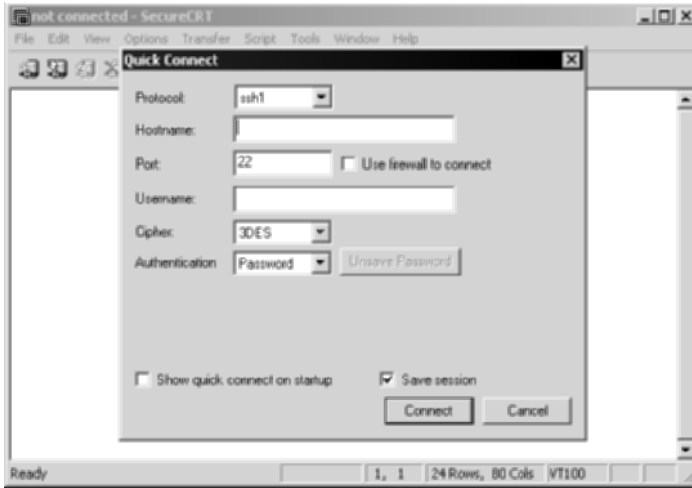 not connected - SecureCRT
File Edit View Options Transfer Script Tools Window Help
Quick Connect
Protocol: ssh1
Hostname:
Port: 22 Use firewall to connect
Username:
Cipher: 3DES
Authentication Password Unsave Password
Show quick connect on startup Save session
Connect Cancel
Ready 1, 1 24 Rows, 80 Cols VT100